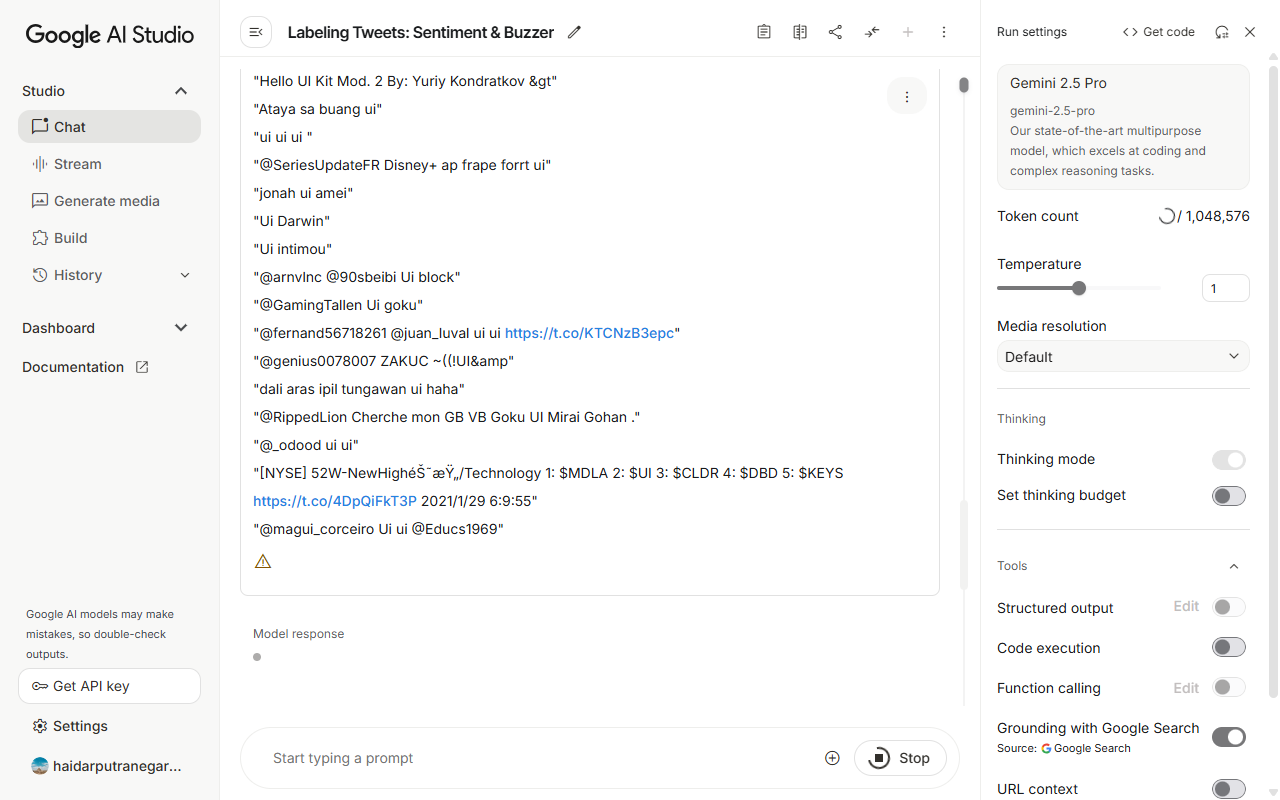 Google AI Studio
Studio
Chat
Stream
Generate media
Build
History
Dashboard
Documentation
Google AI models may make
mistakes, so double-check
outputs.
Get API key
Settings
haidarputranegar...
Labeling Tweets: Sentiment & Buzzer
"Hello UI Kit Mod. 2 By: Yuriy Kondratkov &gt"
"Ataya sa buang ui"
"ui ui ui "
"@SeriesUpdateFR Disney+ ap frape forrt ui"
"jonah ui amei"
"Ui Darwin"
"Ui intimou"
"@arnvlnc @90sbeibi Ui block"
"@GamingTallen Ui goku"
"@fernand56718261 @juan_luval ui ui https://t.co/KTCNzB3epc"
"@genius0078007 ZAKUC ~((!UI&amp"
"dali aras ipil tungawan ui haha"
"@RippedLion Cherche mon GB VB Goku UI Mirai Gohan ."
"@_odood ui ui"
"[NYSE] 52W-NewHighéŠ¯æŸ„/Technology 1: $MDLA 2: $UI 3: $CLDR 4: $DBD 5: $KEYS
https://t.co/4DpQiFkT3P 2021/1/29 6:9:55"
"@magui_corceiro Ui ui @Educs1969"
Model response
Start typing a prompt
Stop
Run settings
Get code
Gemini 2.5 Pro
gemini-2.5-pro
Our state-of-the-art multipurpose
model, which excels at coding and
complex reasoning tasks.
Token count
/ 1,048,576
Temperature
1
Media resolution
Default
Thinking
Thinking mode
Set thinking budget
Tools
Structured output Edit
Code execution
Function calling Edit
Grounding with Google Search
Source: Google Search
URL context